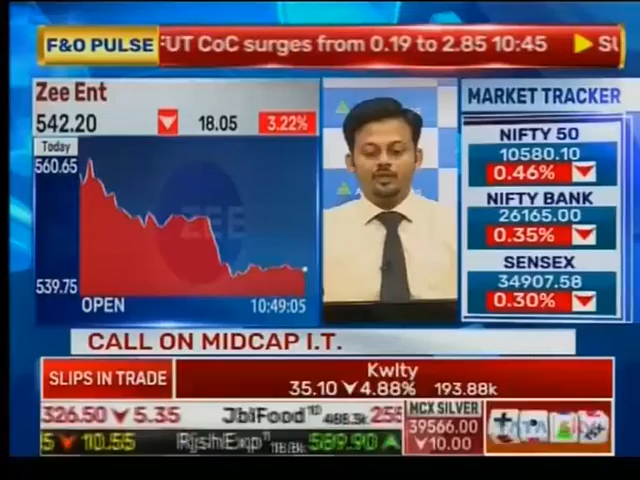 F&O PULSE
FUT CoC surges from 0.19 to 2.85 10:45
Zee Ent
542.20 18.05 3.22%
Today
560.65
ZEE
539.75
OPEN 10:49:05
MARKET TRACKER
NIFTY 50
10580.10
0.46%
NIFTY BANK
26165.00
0.35%
SENSEX
34907.58
0.30%
CALL ON MIDCAP I.T.
SLIPS IN TRADE
Kwlty
35.10 4.88% 193.88k
326.50 5.35 JblFood
5 10.55 589.90
MCX SILVER
39566.00
10.00